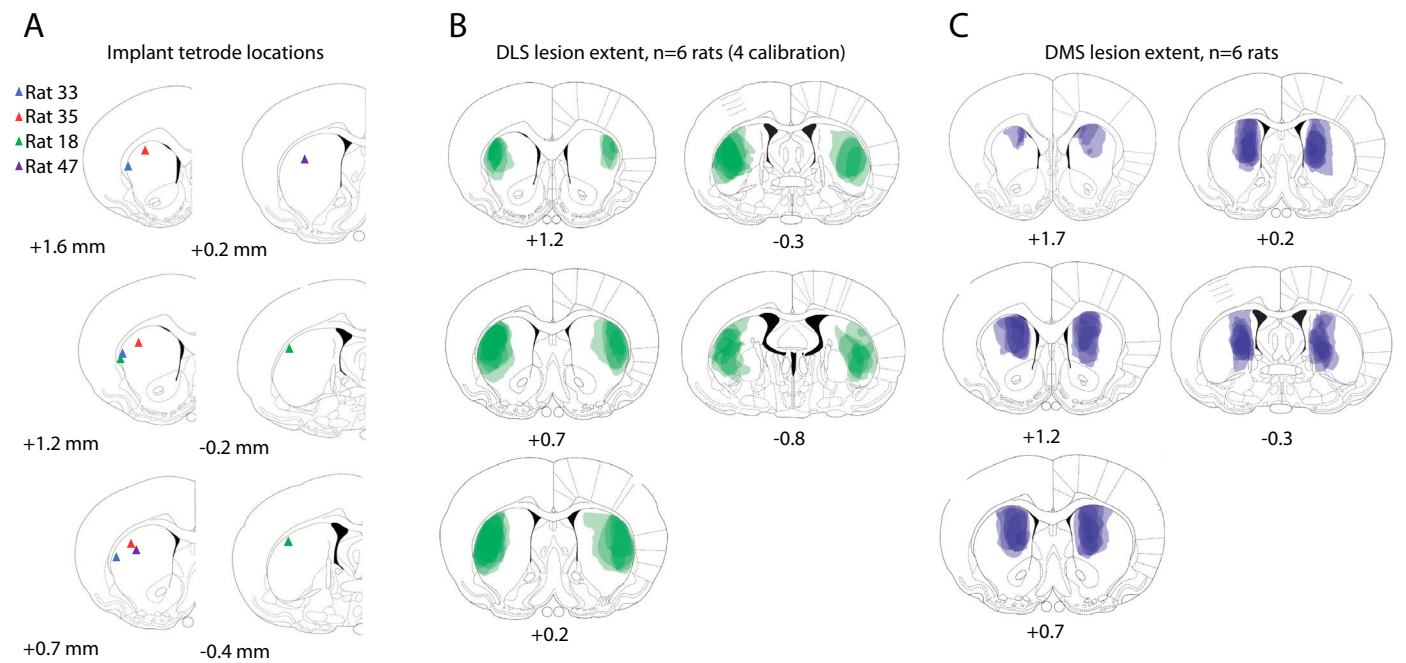 A
Implant tetrode locations
Rat 33
Rat 35
Rat 18
Rat 47
+1.6 mm
+0.2 mm
+1.2 mm
-0.2 mm
+0.7 mm
-0.4 mm
B
DLS lesion extent, n=6 rats (4 calibration)
+1.2
-0.3
+0.7
-0.8
+0.2
C
DMS lesion extent, n=6 rats
+1.7
+0.2
+1.2
-0.3
+0.7